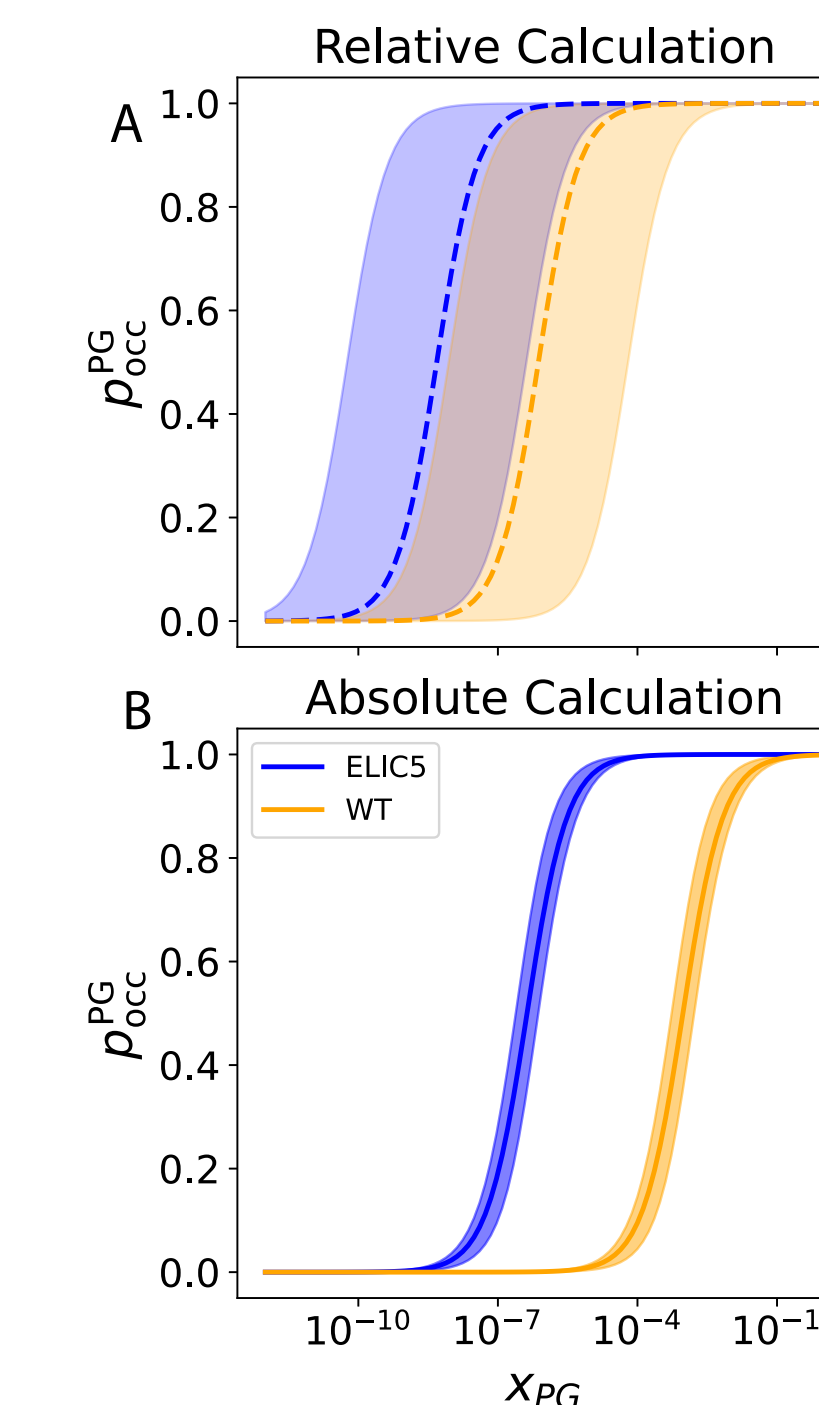 Relative Calculation
A
1.0
0.8
0.6
0.4
0.2
0.0
p_occ^PG
Absolute Calculation
B
1.0
0.8
0.6
0.4
0.2
0.0
p_occ^PG
ELIC5
WT
10⁻¹⁰ 10⁻⁷ 10⁻⁴ 10⁻¹
x_PG